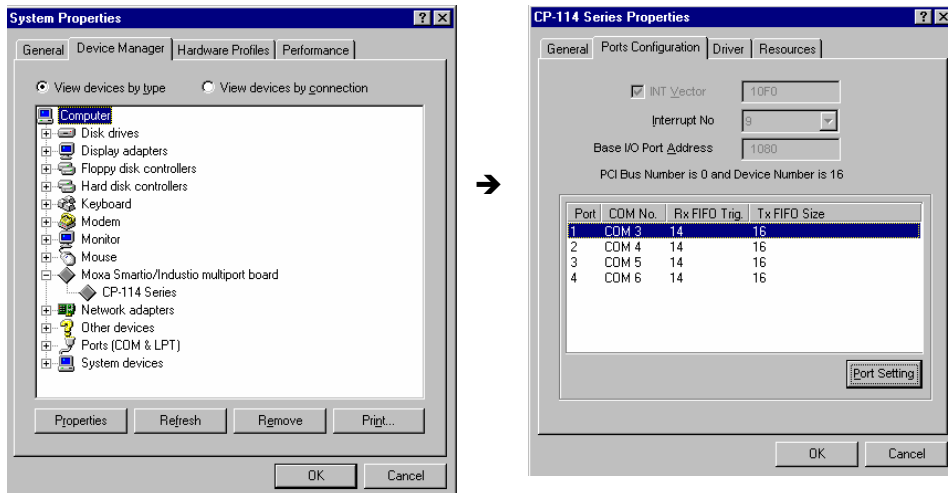 System Properties
General Device Manager Hardware Profiles Performance
View devices by type View devices by connection
Computer
Disk drives
Display adapters
Floppy disk controllers
Hard disk controllers
Keyboard
Modem
Monitor
Mouse
Moxa Smartio/Industio multiport board
CP-114 Series
Network adapters
Other devices
Ports (COM & LPT)
System devices
Properties Refresh Remove Print...
OK Cancel
CP-114 Series Properties
General Ports Configuration Driver Resources
INT Vector 10F0
Interrupt No 9
Base I/O Port Address 1080
PCI Bus Number is 0 and Device Number is 16
Port COM No. Rx FIFO Trig. Tx FIFO Size
1 COM 3 14 16
2 COM 4 14 16
3 COM 5 14 16
4 COM 6 14 16
Port Setting
OK Cancel